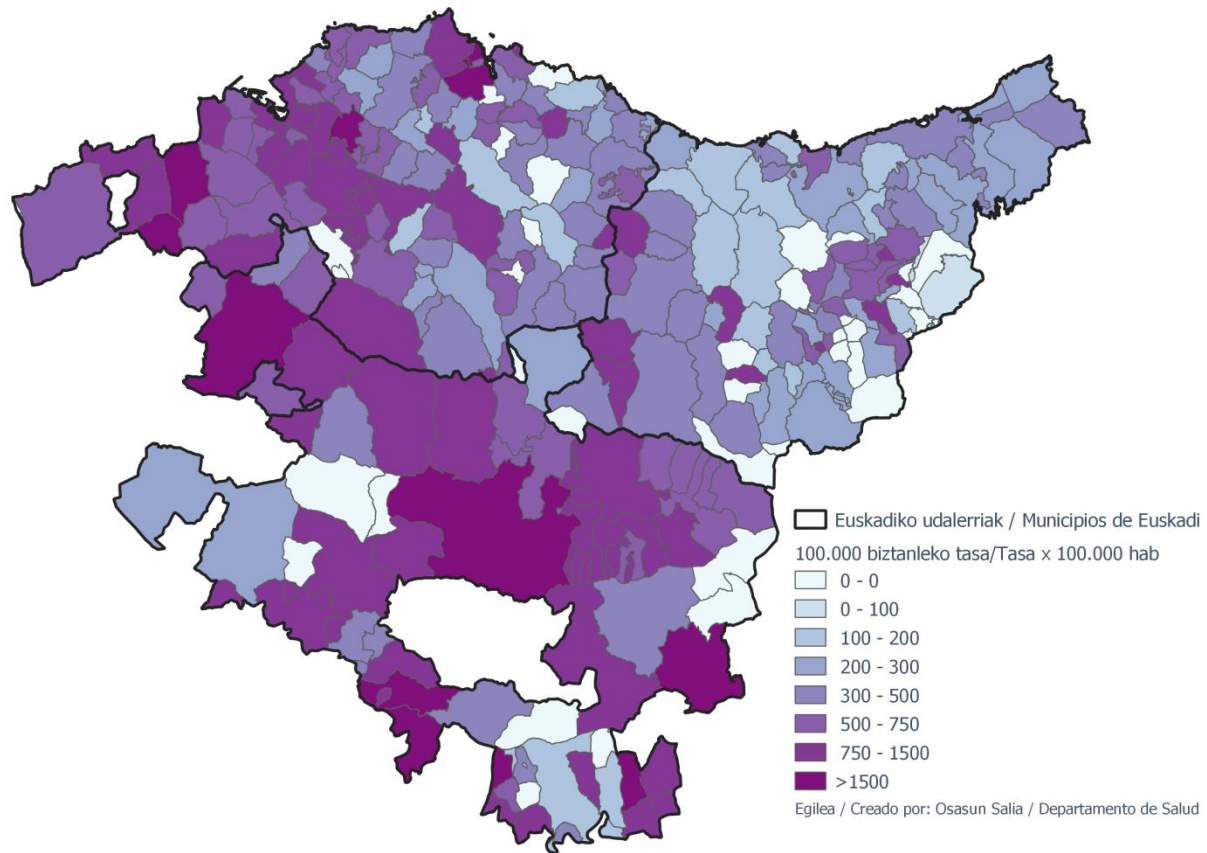 Euskadiko udalerriak / Municipios de Euskadi
100.000 biztanleko tasa/Tasa x 100.000 hab
0 - 0
0 - 100
100 - 200
200 - 300
300 - 500
500 - 750
750 - 1500
>1500
Egilea / Creado por: Osasun Salia / Departamento de Salud